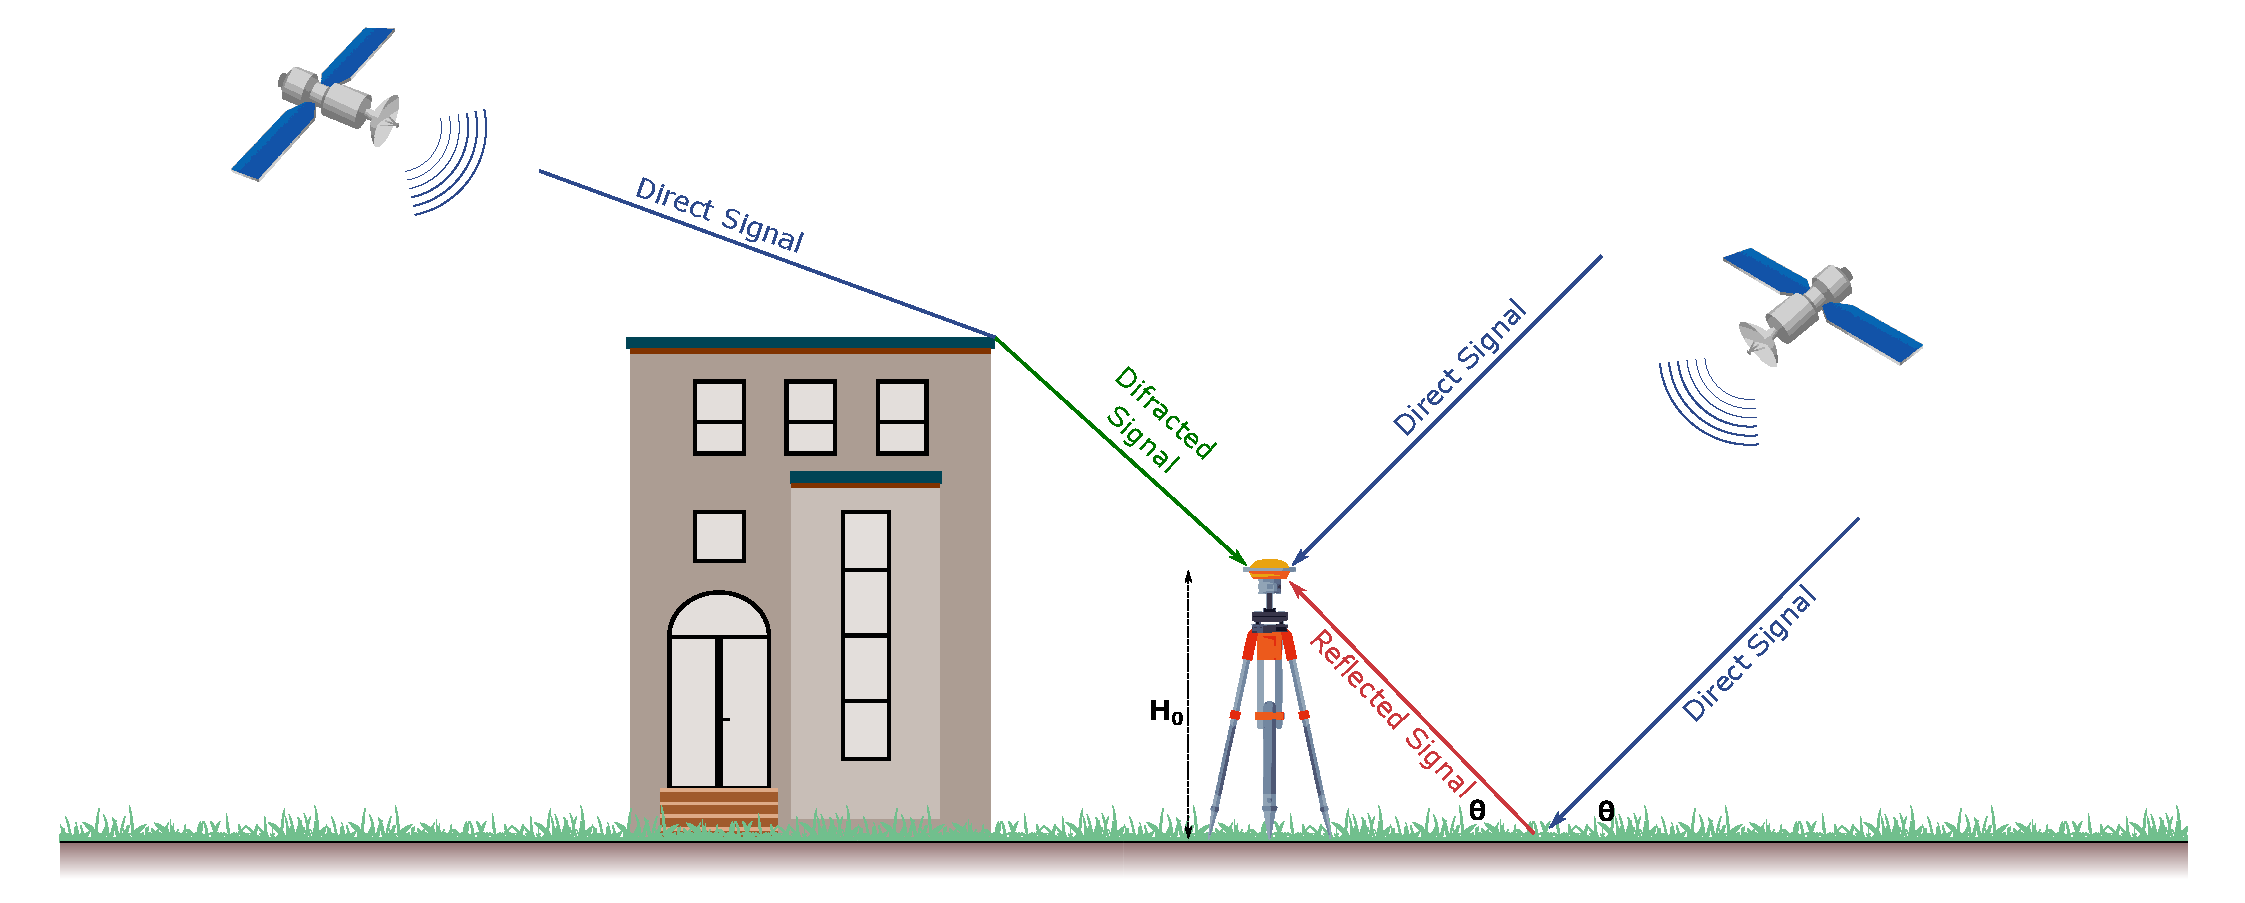 Direct Signal
Difracted
Signal
Direct Signal
Direct Signal
Reflected Signal
H₀
θ
θ